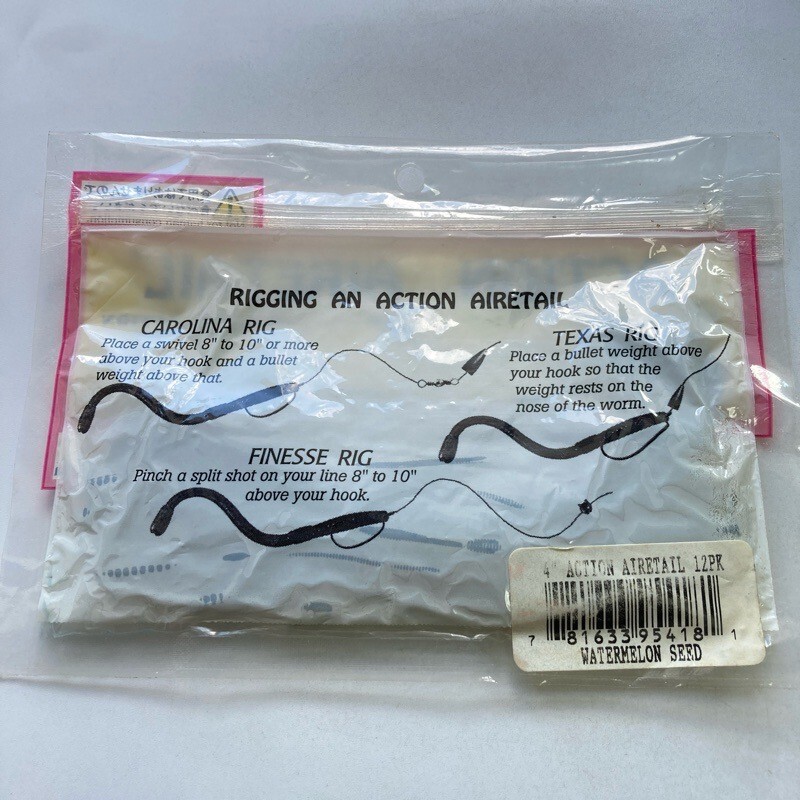 RIGGING AN ACTION AIRETAIL
CAROLINA RIG
Place a swivel 8" to 10" or more
above your hook and a bullet
weight above that.
TEXAS RIG
Place a bullet weight above
your hook so that the
weight rests on the
nose of the worm.
FINESSE RIG
Pinch a split shot on your line 8" to 10"
above your hook.
4" ACTION AIRETAIL 12PK
7 81633 95418 1
WATERMELON SEED